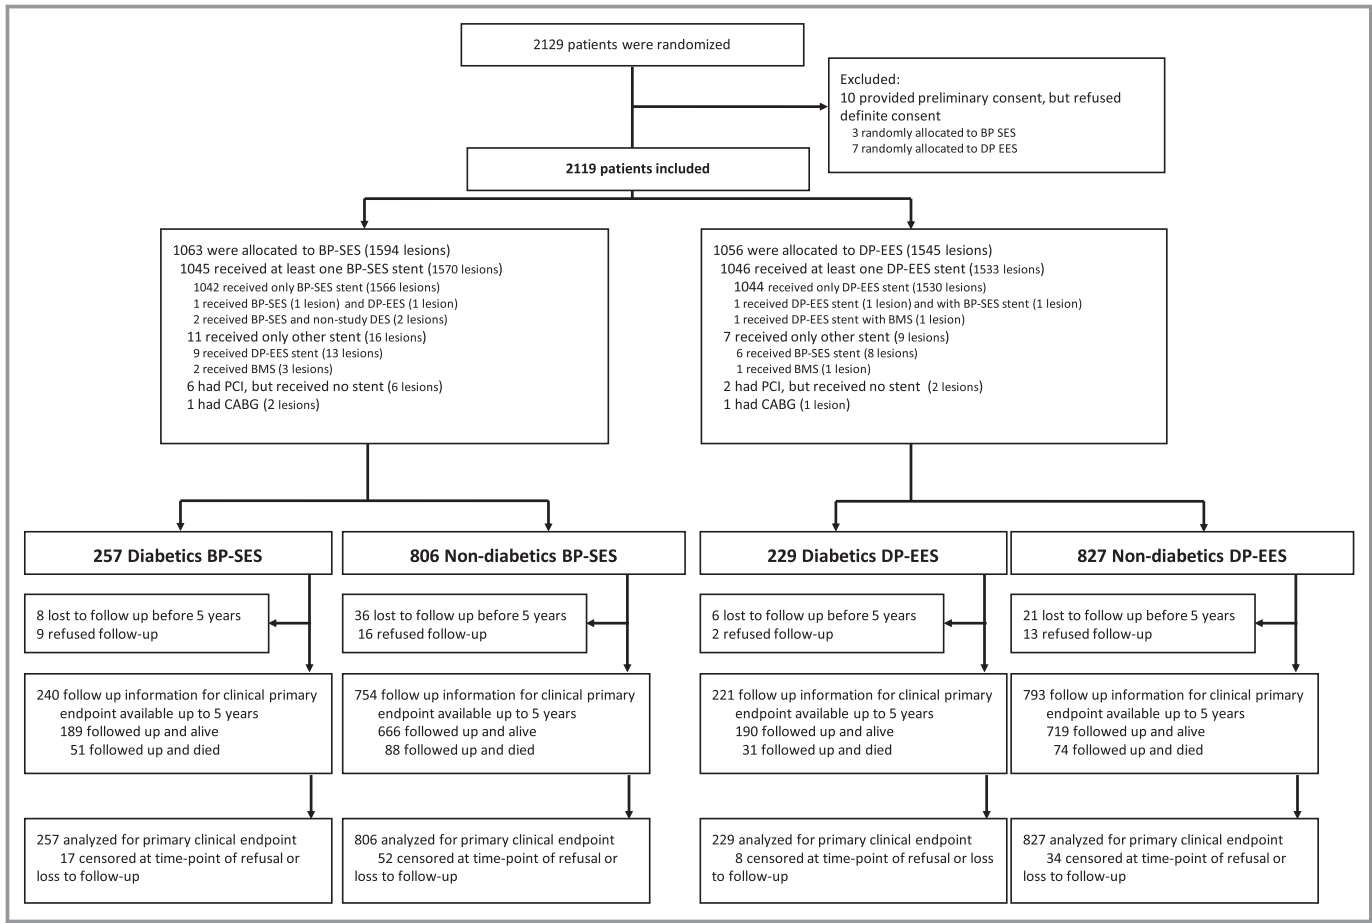 2129 patients were randomized
Excluded:
10 provided preliminary consent, but refused
definite consent
3 randomly allocated to BP SES
7 randomly allocated to DP EES
2119 patients included
1063 were allocated to BP-SES (1594 lesions)
1045 received at least one BP-SES stent (1570 lesions)
1042 received only BP-SES stent (1566 lesions)
1 received BP-SES (1 lesion) and DP-EES (1 lesion)
2 received BP-SES and non-study DES (2 lesions)
11 received only other stent (16 lesions)
9 received DP-EES stent (13 lesions)
2 received BMS (3 lesions)
6 had PCI, but received no stent (6 lesions)
1 had CABG (2 lesions)
1056 were allocated to DP-EES (1545 lesions)
1046 received at least one DP-EES stent (1533 lesions)
1044 received only DP-EES stent (1530 lesions)
1 received DP-EES stent (1 lesion) and with BP-SES stent (1 lesion)
1 received DP-EES stent with BMS (1 lesion)
7 received only other stent (9 lesions)
6 received BP-SES stent (8 lesions)
1 received BMS (1 lesion)
2 had PCI, but received no stent (2 lesions)
1 had CABG (1 lesion)
257 Diabetics BP-SES
8 lost to follow up before 5 years
9 refused follow-up
240 follow up information for clinical primary
endpoint available up to 5 years
189 followed up and alive
51 followed up and died
257 analyzed for primary clinical endpoint
17 censored at time-point of refusal or
loss to follow-up
806 Non-diabetics BP-SES
36 lost to follow up before 5 years
16 refused follow-up
754 follow up information for clinical primary
endpoint available up to 5 years
666 followed up and alive
88 followed up and died
806 analyzed for primary clinical endpoint
52 censored at time-point of refusal or
loss to follow-up
229 Diabetics DP-EES
6 lost to follow up before 5 years
2 refused follow-up
221 follow up information for clinical primary
endpoint available up to 5 years
190 followed up and alive
31 followed up and died
229 analyzed for primary clinical endpoint
8 censored at time-point of refusal or loss
to follow-up
827 Non-diabetics DP-EES
21 lost to follow up before 5 years
13 refused follow-up
793 follow up information for clinical primary
endpoint available up to 5 years
719 followed up and alive
74 followed up and died
827 analyzed for primary clinical endpoint
34 censored at time-point of refusal or
loss to follow-up